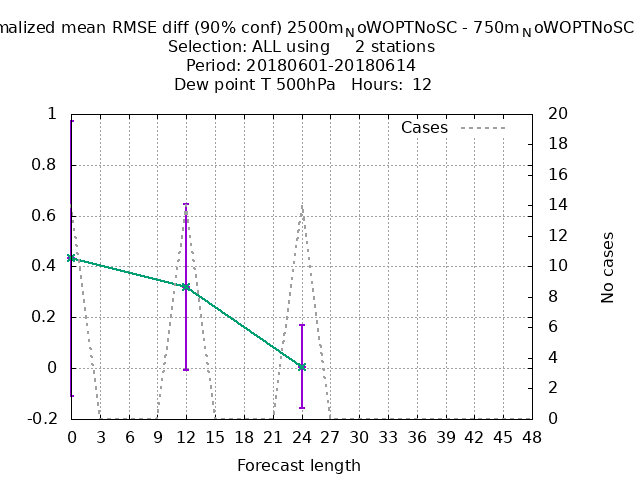 malized mean RMSE diff (90% conf) 2500mNoWOPTNoSC - 750mNoWOPTNoSC
Selection: ALL using 2 stations
Period: 20180601-20180614
Dew point T 500hPa Hours: 12
Cases
1
0.8
0.6
0.4
0.2
0
-0.2
20
18
16
14
12
10
8
6
4
2
0
No cases
0 3 6 9 12 15 18 21 24 27 30 33 36 39 42 45 48
Forecast length